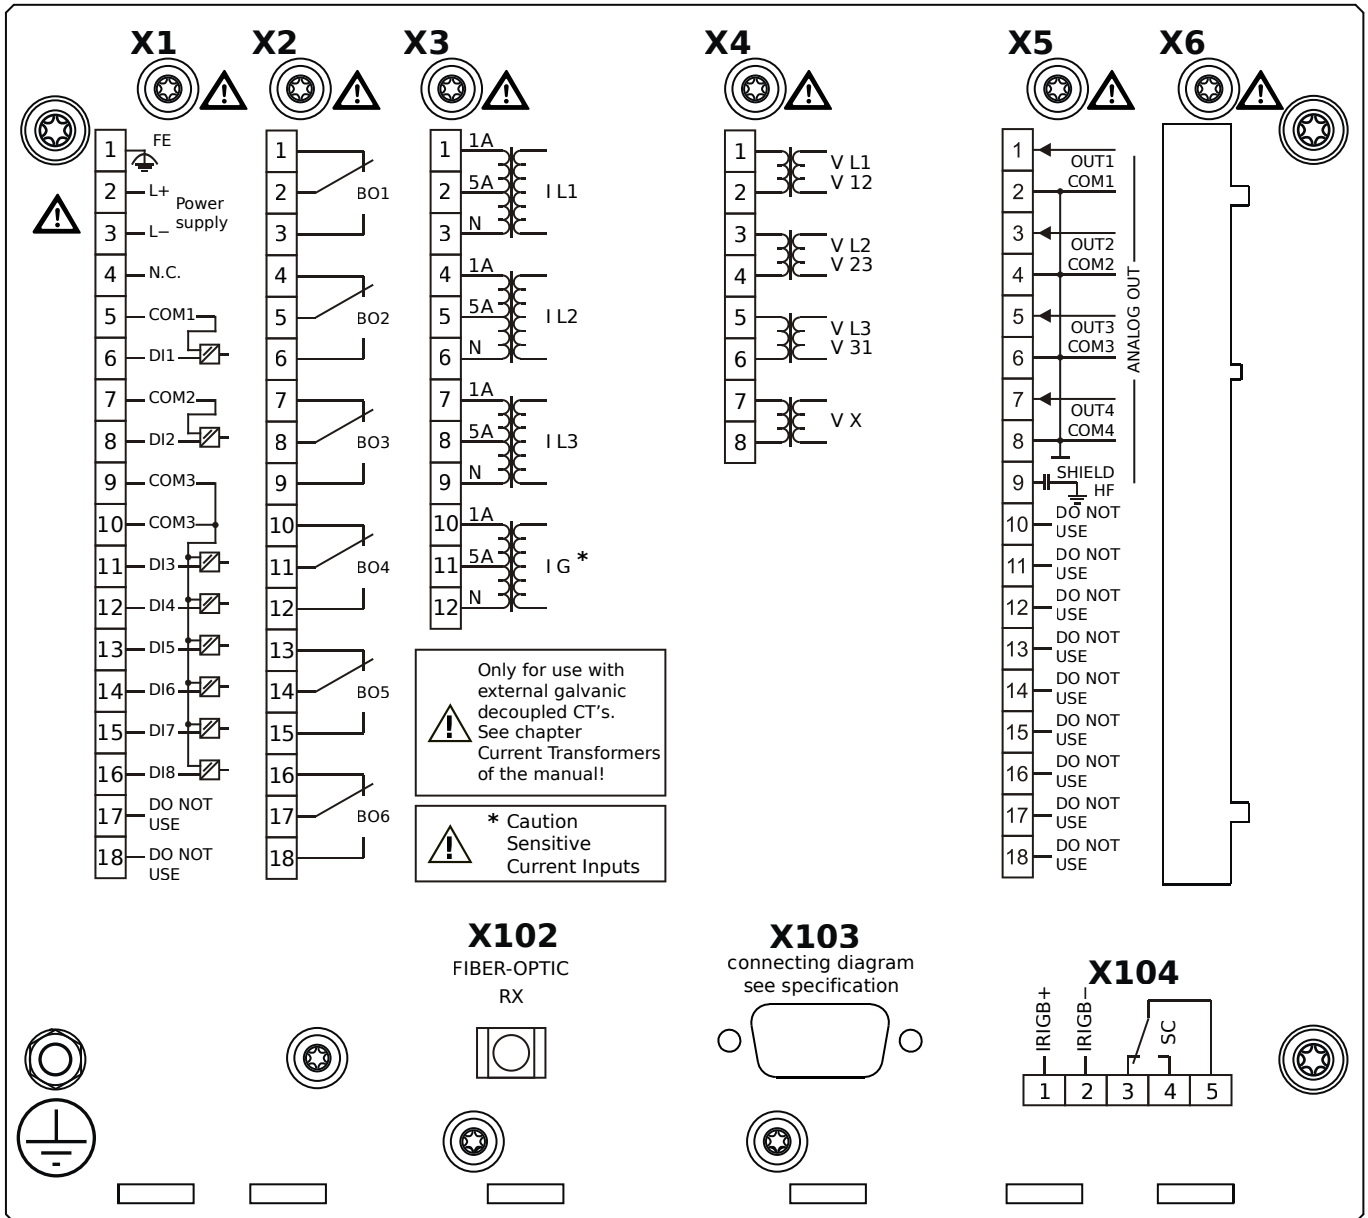 X1
X2
X3
X4
X5
X6
1
FE
2
L+
Power
supply
3
L−
4
N.C.
5
COM1
6
DI1
7
COM2
8
DI2
9
COM3
10
COM3
11
DI3
12
DI4
13
DI5
14
DI6
15
DI7
16
DI8
17
DO NOT
USE
18
DO NOT
USE
1
2
BO1
3
4
5
BO2
6
7
8
BO3
9
10
11
BO4
12
13
14
BO5
15
16
17
BO6
18
1
1A
2
5A
I L1
3
N
4
1A
5
5A
I L2
6
N
7
1A
8
5A
I L3
9
N
10
1A
11
5A
I G *
12
N
Only for use with
external galvanic
decoupled CT's.
See chapter
Current Transformers
of the manual!
* Caution
Sensitive
Current Inputs
1
V L1
2
V 12
3
V L2
4
V 23
5
V L3
6
V 31
7
V X
8
1
OUT1
2
COM1
3
OUT2
4
COM2
5
OUT3
6
COM3
7
OUT4
8
COM4
ANALOG OUT
9
SHIELD
HF
10
DO NOT
USE
11
DO NOT
USE
12
DO NOT
USE
13
DO NOT
USE
14
DO NOT
USE
15
DO NOT
USE
16
DO NOT
USE
17
DO NOT
USE
18
DO NOT
USE
X102
FIBER-OPTIC
RX
X103
connecting diagram
see specification
X104
IRIGB+
IRIGB−
SC
1
2
3
4
5